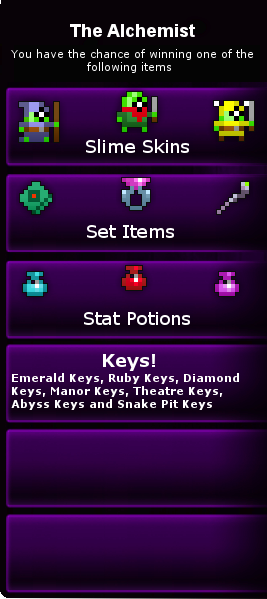 The Alchemist
You have the chance of winning one of the
following items
Slime Skins
Set Items
Stat Potions
Keys!
Emerald Keys, Ruby Keys, Diamond
Keys, Manor Keys, Theatre Keys,
Abyss Keys and Snake Pit Keys